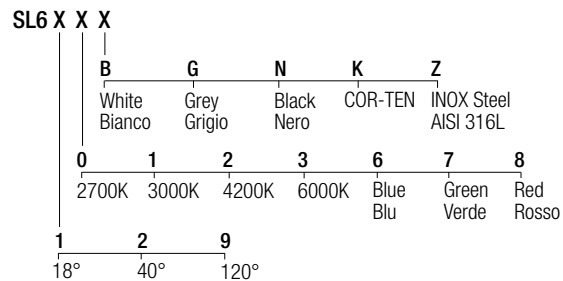 SL6 X X X
B G N K Z
White Grey Black COR-TEN INOX Steel
Bianco Grigio Nero AISI 316L
0 1 2 3 6 7 8
2700K 3000K 4200K 6000K Blue Green Red
Blu Verde Rosso
1 2 9
18° 40° 120°